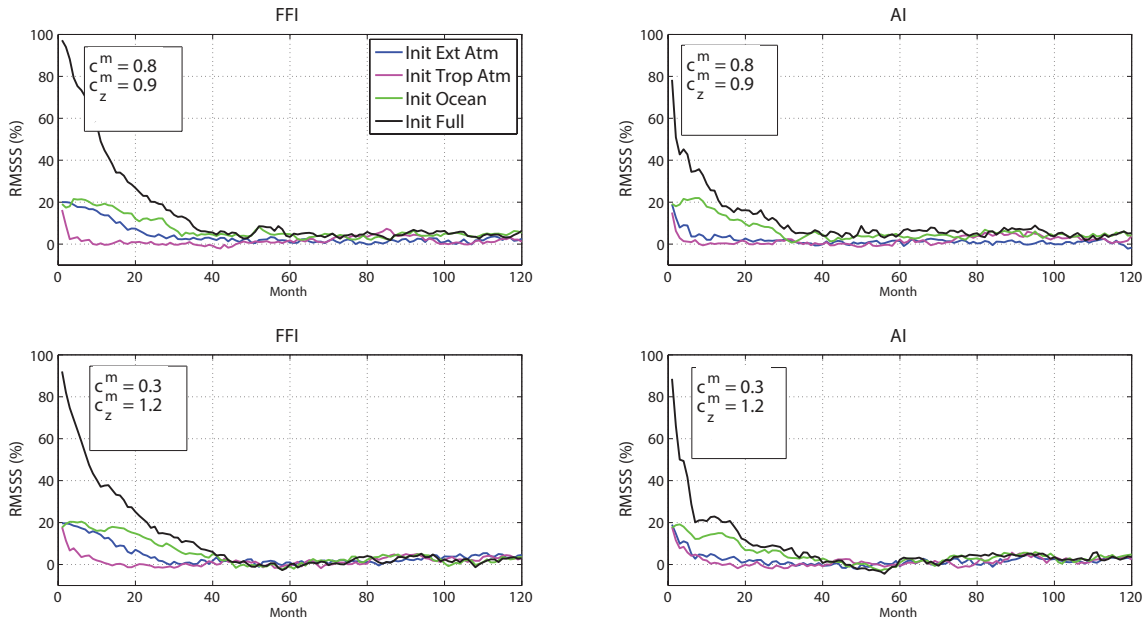 FFI
AI
100
80
60
40
20
0
RMSSS (%)
c^m = 0.8
c_z^m = 0.9
Init Ext Atm
Init Trop Atm
Init Ocean
Init Full
0 20 40 60 80 100 120
Month
100
80
60
40
20
0
RMSSS (%)
c^m = 0.8
c_z^m = 0.9
0 20 40 60 80 100 120
Month
FFI
AI
100
80
60
40
20
0
RMSSS (%)
c^m = 0.3
c_z^m = 1.2
0 20 40 60 80 100 120
Month
100
80
60
40
20
0
RMSSS (%)
c^m = 0.3
c_z^m = 1.2
0 20 40 60 80 100 120
Month